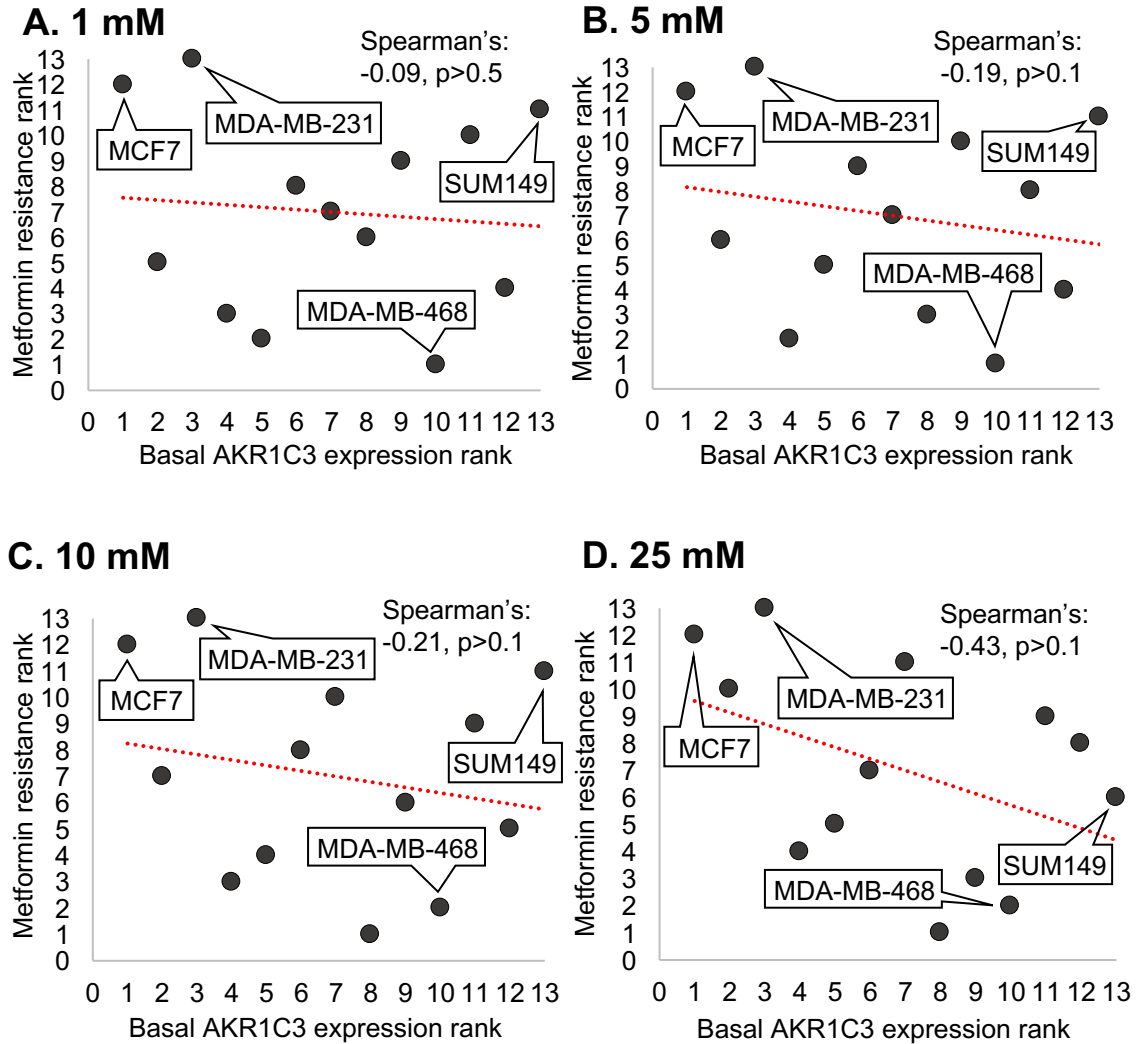 A. 1 mM
Spearman's:
-0.09, p>0.5
Metformin resistance rank
13
12
11
10
9
8
7
6
5
4
3
2
1
0
MCF7
MDA-MB-231
SUM149
MDA-MB-468
0 1 2 3 4 5 6 7 8 9 10 11 12 13
Basal AKR1C3 expression rank
B. 5 mM
Spearman's:
-0.19, p>0.1
Metformin resistance rank
13
12
11
10
9
8
7
6
5
4
3
2
1
0
MCF7
MDA-MB-231
SUM149
MDA-MB-468
0 1 2 3 4 5 6 7 8 9 10 11 12 13
Basal AKR1C3 expression rank
C. 10 mM
Spearman's:
-0.21, p>0.1
Metformin resistance rank
13
12
11
10
9
8
7
6
5
4
3
2
1
0
MDA-MB-231
MCF7
SUM149
MDA-MB-468
0 1 2 3 4 5 6 7 8 9 10 11 12 13
Basal AKR1C3 expression rank
D. 25 mM
Spearman's:
-0.43, p>0.1
Metformin resistance rank
13
12
11
10
9
8
7
6
5
4
3
2
1
0
MDA-MB-231
MCF7
SUM149
MDA-MB-468
0 1 2 3 4 5 6 7 8 9 10 11 12 13
Basal AKR1C3 expression rank